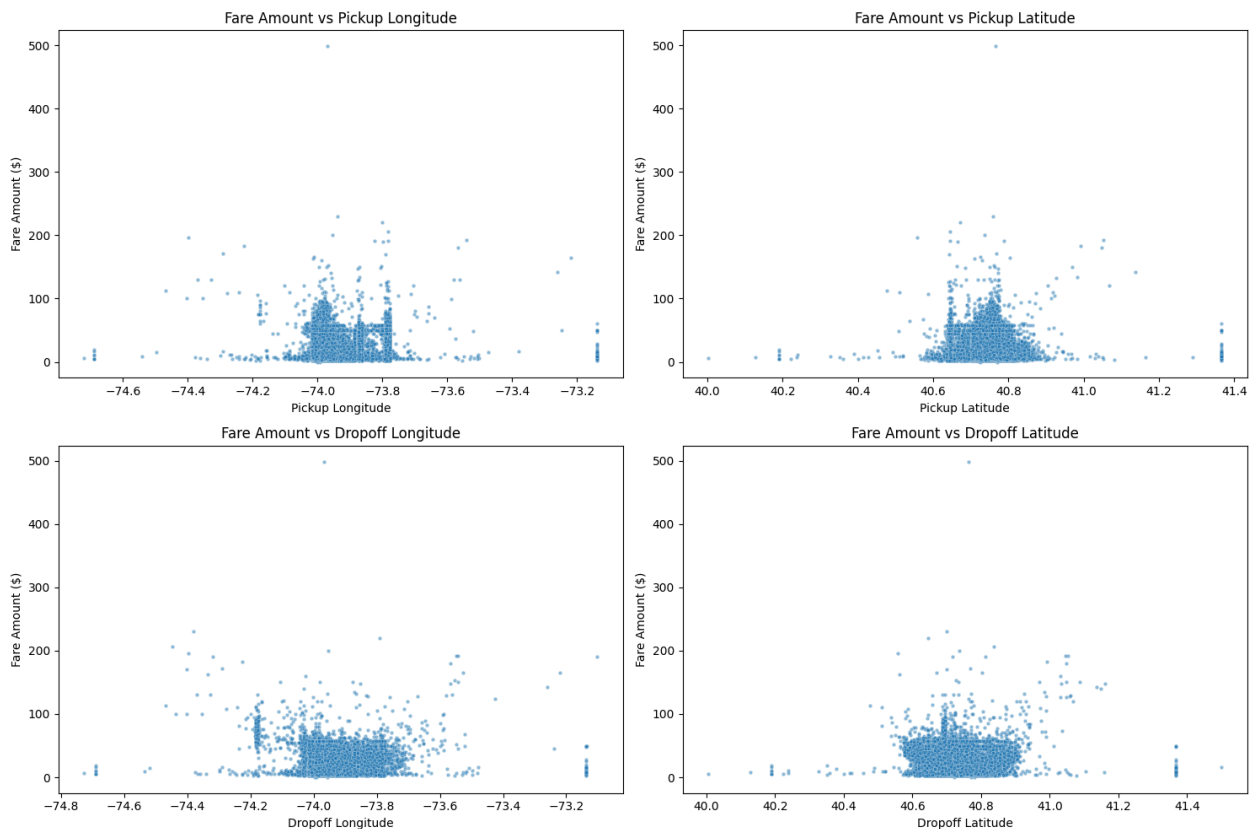 Fare Amount vs Pickup Longitude
500
400
300
200
100
0
Fare Amount ($)
−74.6 −74.4 −74.2 −74.0 −73.8 −73.6 −73.4 −73.2
Pickup Longitude
Fare Amount vs Pickup Latitude
500
400
300
200
100
0
Fare Amount ($)
40.0 40.2 40.4 40.6 40.8 41.0 41.2 41.4
Pickup Latitude
Fare Amount vs Dropoff Longitude
500
400
300
200
100
0
Fare Amount ($)
−74.8 −74.6 −74.4 −74.2 −74.0 −73.8 −73.6 −73.4 −73.2
Dropoff Longitude
Fare Amount vs Dropoff Latitude
500
400
300
200
100
0
Fare Amount ($)
40.0 40.2 40.4 40.6 40.8 41.0 41.2 41.4
Dropoff Latitude